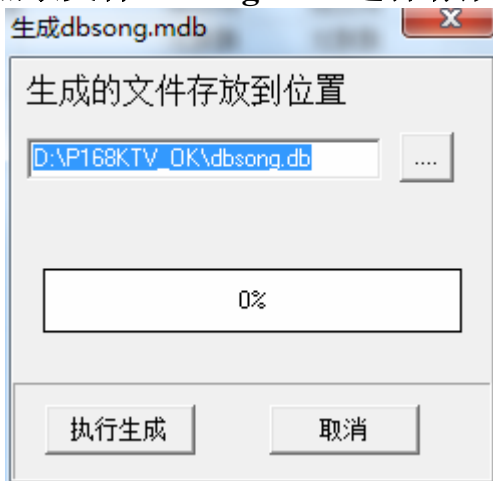 生成dbsong.mdb
生成的文件存放到位置
D:\P168KTV_OK\dbsong.db
....
0%
执行生成
取消